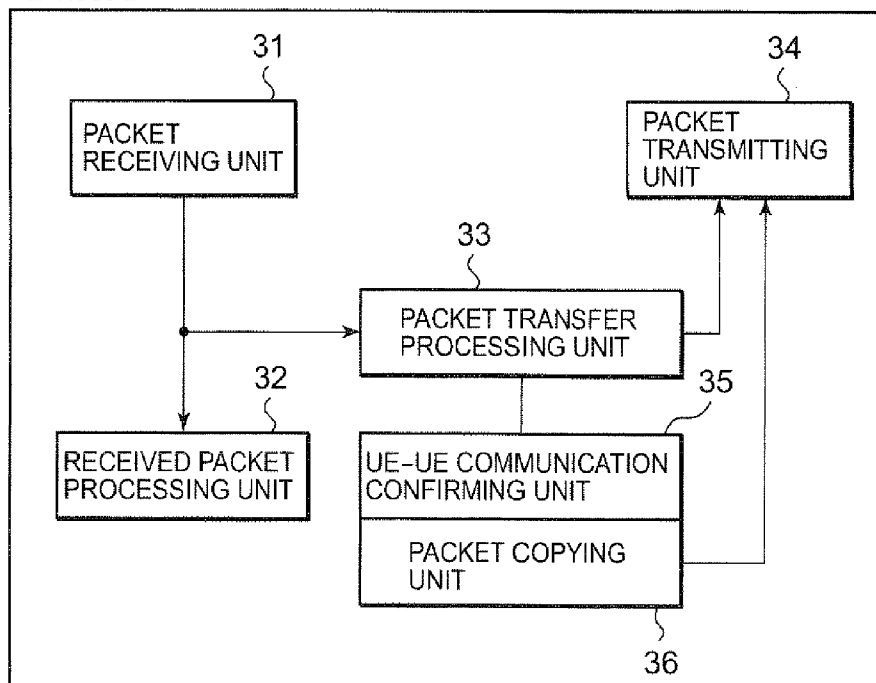 31
PACKET
RECEIVING UNIT
34
PACKET
TRANSMITTING
UNIT
33
PACKET TRANSFER
PROCESSING UNIT
32
RECEIVED PACKET
PROCESSING UNIT
35
UE-UE COMMUNICATION
CONFIRMING UNIT
PACKET COPYING
UNIT
36